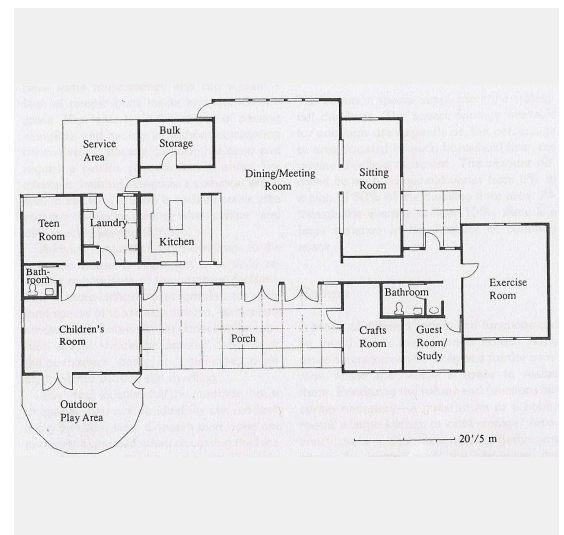 Bulk
Storage
Service
Area
Dining/Meeting
Room
Sitting
Room
Teen
Room
Laundry
Kitchen
Bath-
room
Exercise
Room
Bathroom
Children's
Room
Porch
Crafts
Room
Guest
Room/
Study
Outdoor
Play Area
20'/5 m